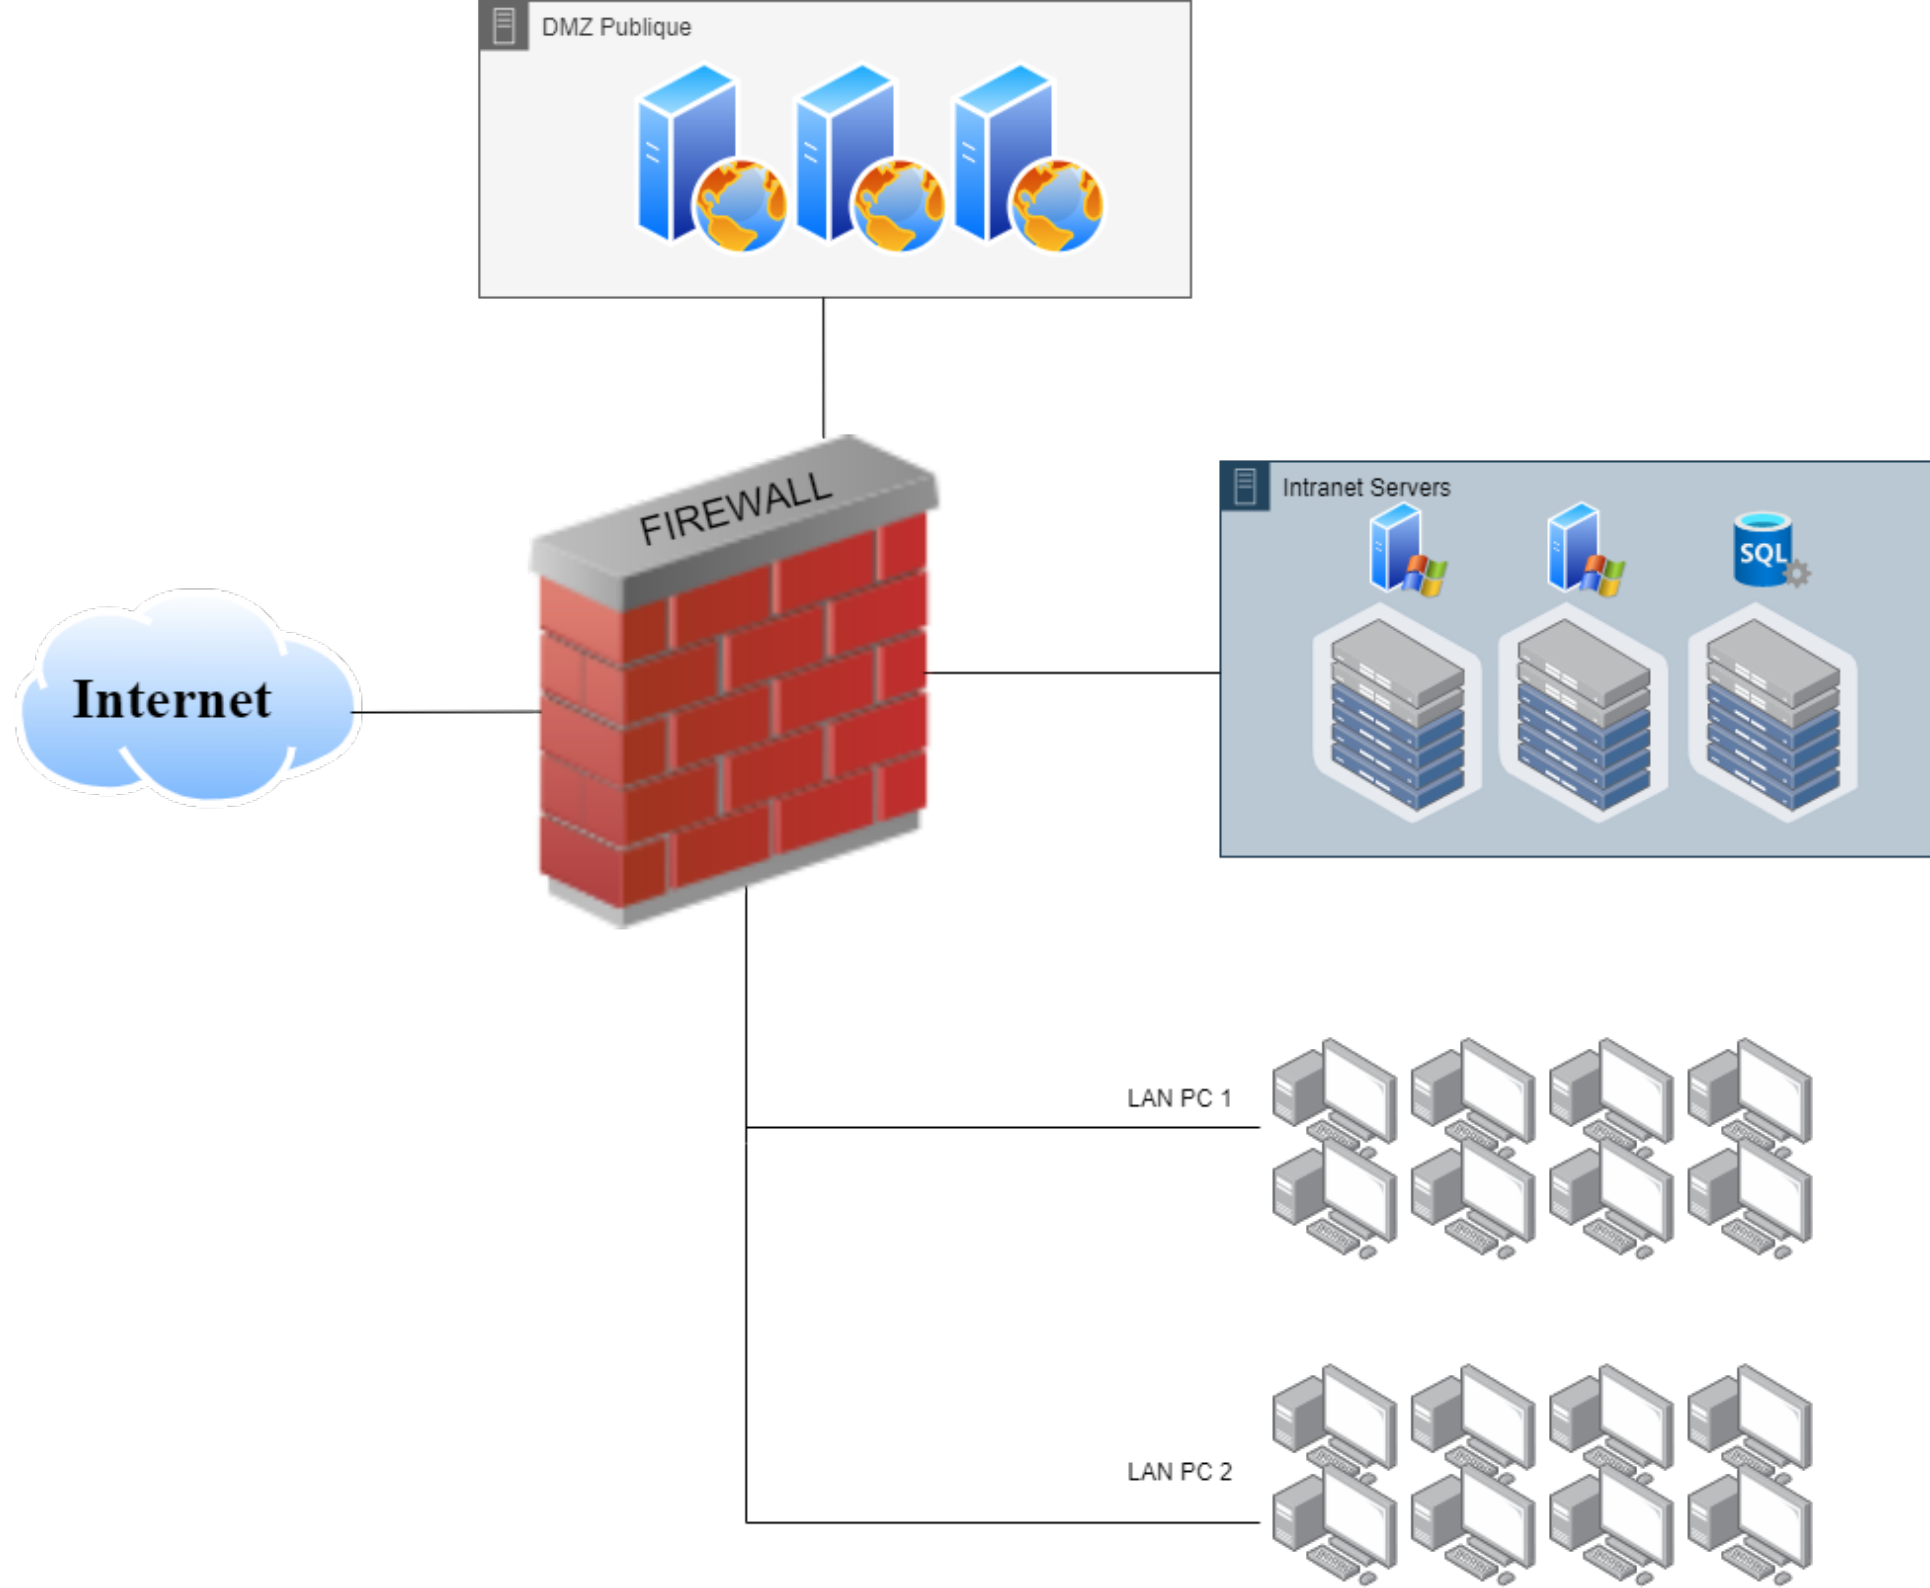 DMZ Publique
FIREWALL
Intranet Servers
SQL
Internet
LAN PC 1
LAN PC 2